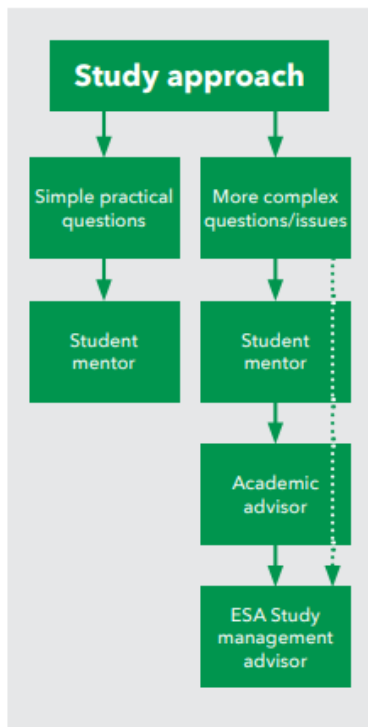 Study approach
Simple practical
questions
More complex
questions/issues
Student
mentor
Student
mentor
Academic
advisor
ESA Study
management
advisor